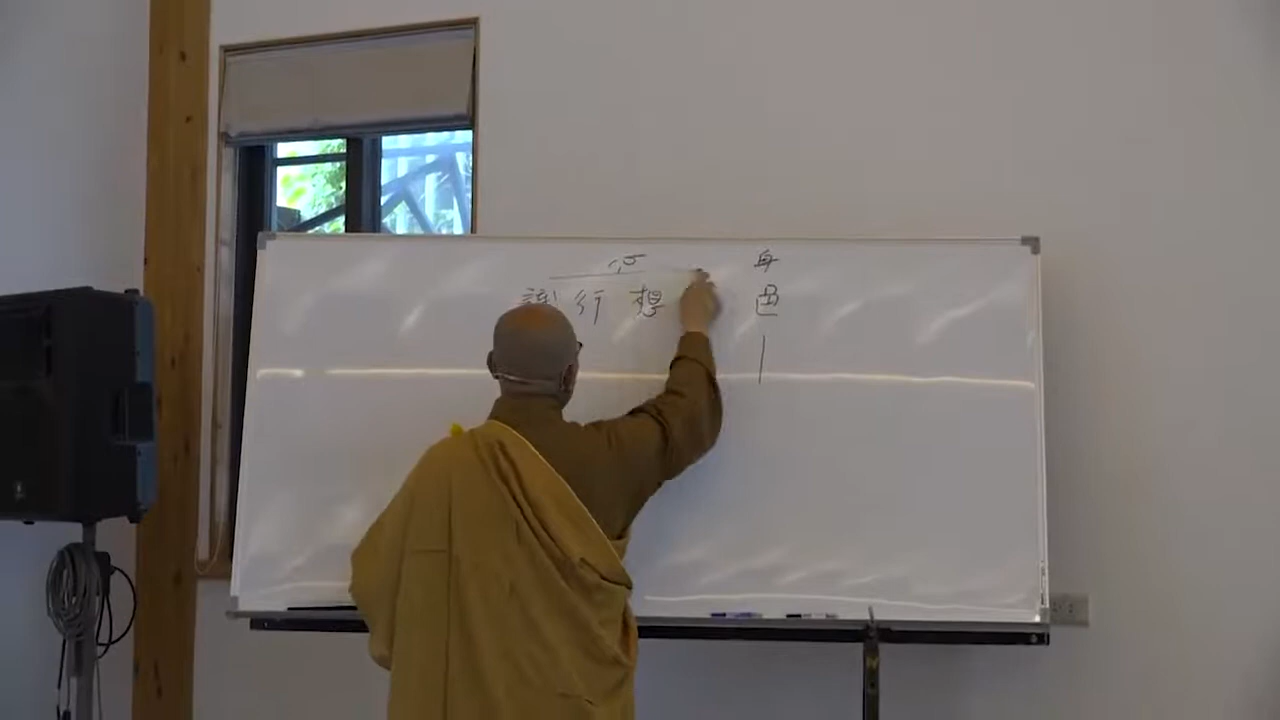 心 身
識 行 想 色